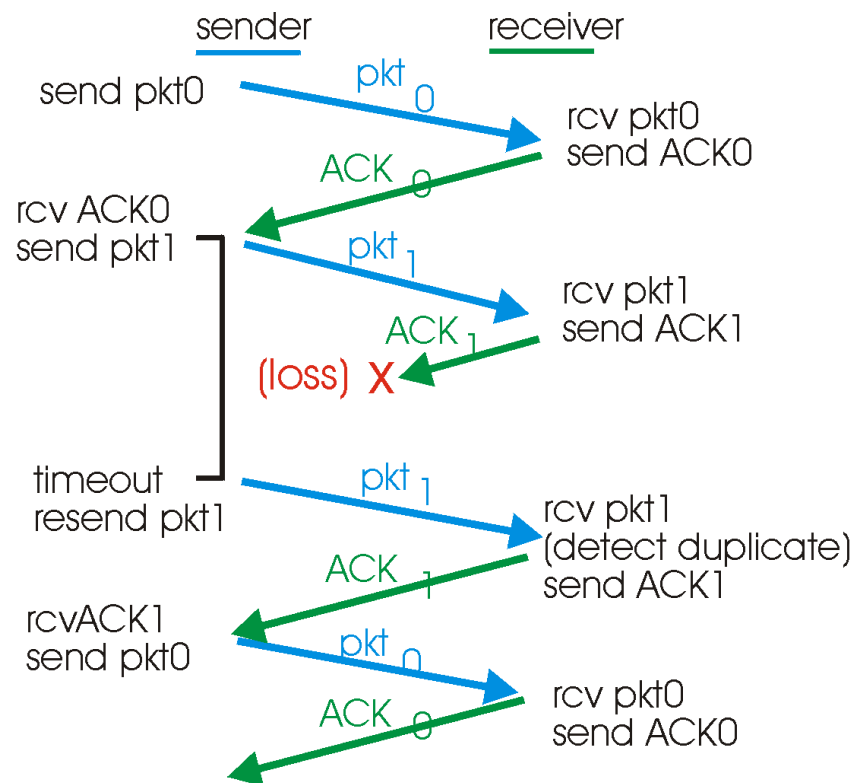 sender
receiver
send pkt0
pkt 0
rcv pkt0
send ACK0
ACK 0
rcv ACK0
send pkt1
pkt 1
rcv pkt1
send ACK1
ACK 1
(loss) X
timeout
resend pkt1
pkt 1
rcv pkt1
(detect duplicate)
send ACK1
ACK 1
rcvACK1
send pkt0
pkt 0
rcv pkt0
send ACK0
ACK 0